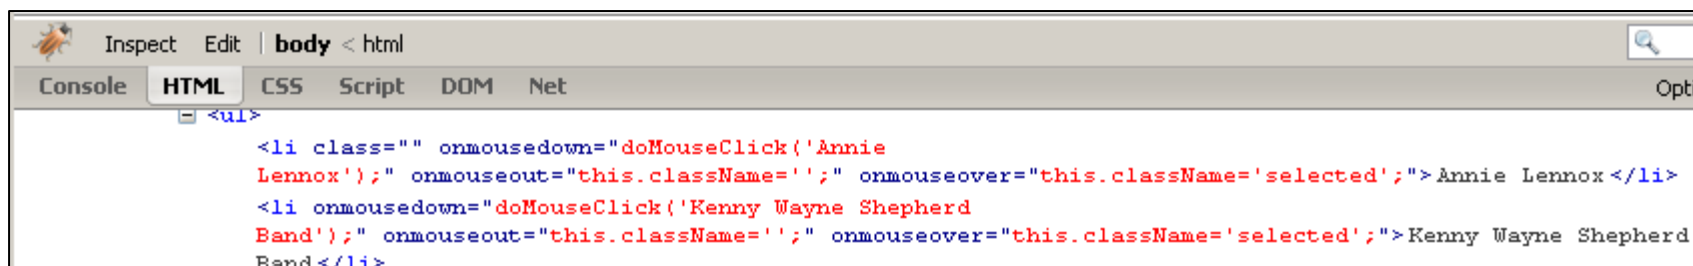 Inspect Edit | body < html
Console HTML CSS Script DOM Net Opti
<ul>
<li class="" onmousedown="doMouseClick('Annie
Lennox');" onmouseout="this.className='';" onmouseover="this.className='selected';">Annie Lennox</li>
<li onmousedown="doMouseClick('Kenny Wayne Shepherd
Band');" onmouseout="this.className='';" onmouseover="this.className='selected';">Kenny Wayne Shepherd
Band</li>